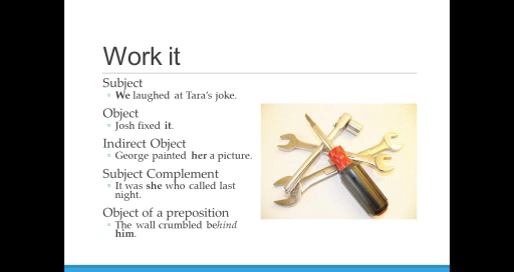 Work it
Subject
We laughed at Tara's joke.
Object
Josh fixed it.
Indirect Object
George painted her a picture.
Subject Complement
It was she who called last
night.
Object of a preposition
The wall crumbled behind
him.